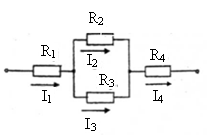 R₂
R₁ I₂ R₄
I₁ R₃ I₄
I₃